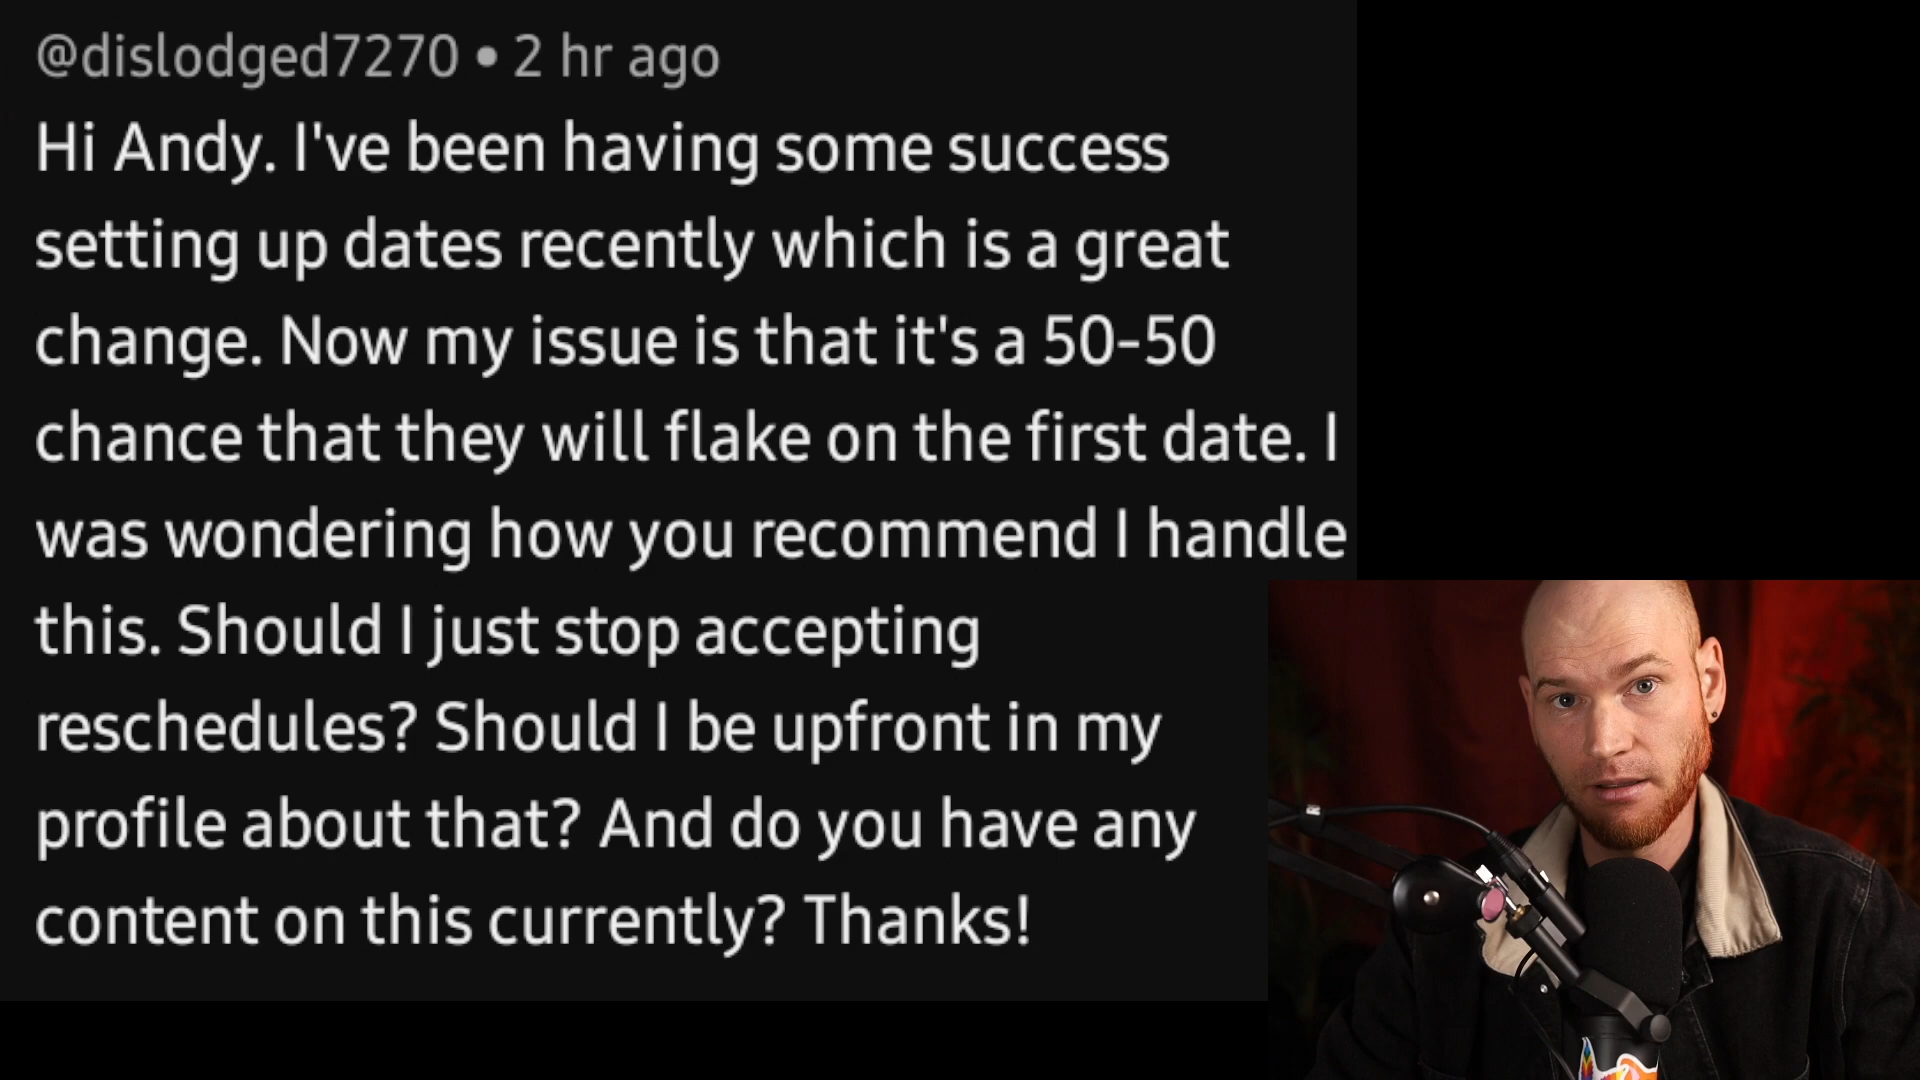 @dislodged7270 • 2 hr ago
Hi Andy. I've been having some success
setting up dates recently which is a great
change. Now my issue is that it's a 50-50
chance that they will flake on the first date. I
was wondering how you recommend I handle
this. Should I just stop accepting
reschedules? Should I be upfront in my
profile about that? And do you have any
content on this currently? Thanks!